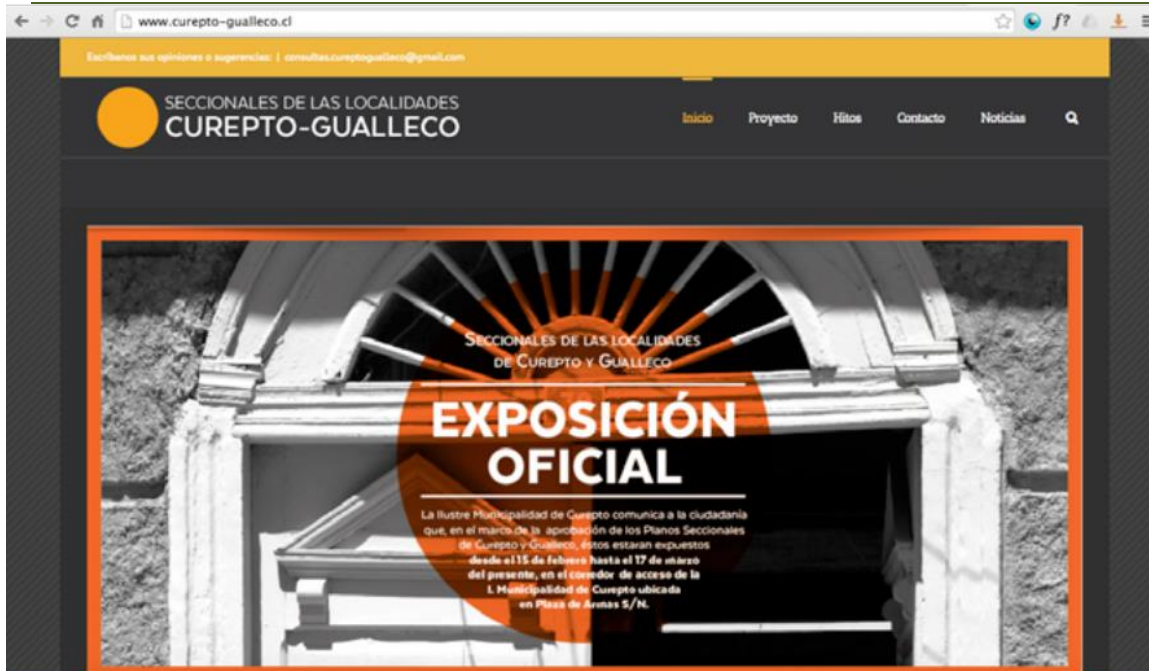 www.curepto-gualleco.cl
f?
Escríbanos sus opiniones o sugerencias: | consultas.cureptogualleco@gmail.com
SECCIONALES DE LAS LOCALIDADES
CUREPTO-GUALLECO
Inicio Proyecto Hitos Contacto Noticias
SECCIONALES DE LAS LOCALIDADES
DE CUREPTO Y GUALLECO
EXPOSICIÓN
OFICIAL
La Ilustre Municipalidad de Curepto comunica a la ciudadanía
que, en el marco de la aprobación de los Planos Seccionales
de Curepto y Gualleco, éstos estaran expuestos
desde el 15 de febrero hasta el 17 de marzo
del presente, en el corredor de acceso de la
I. Municipalidad de Curepto ubicada
en Plaza de Armas S/N.